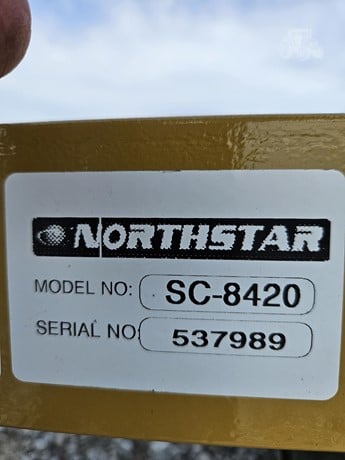 NORTHSTAR
MODEL NO: SC-8420
SERIAL NO: 537989